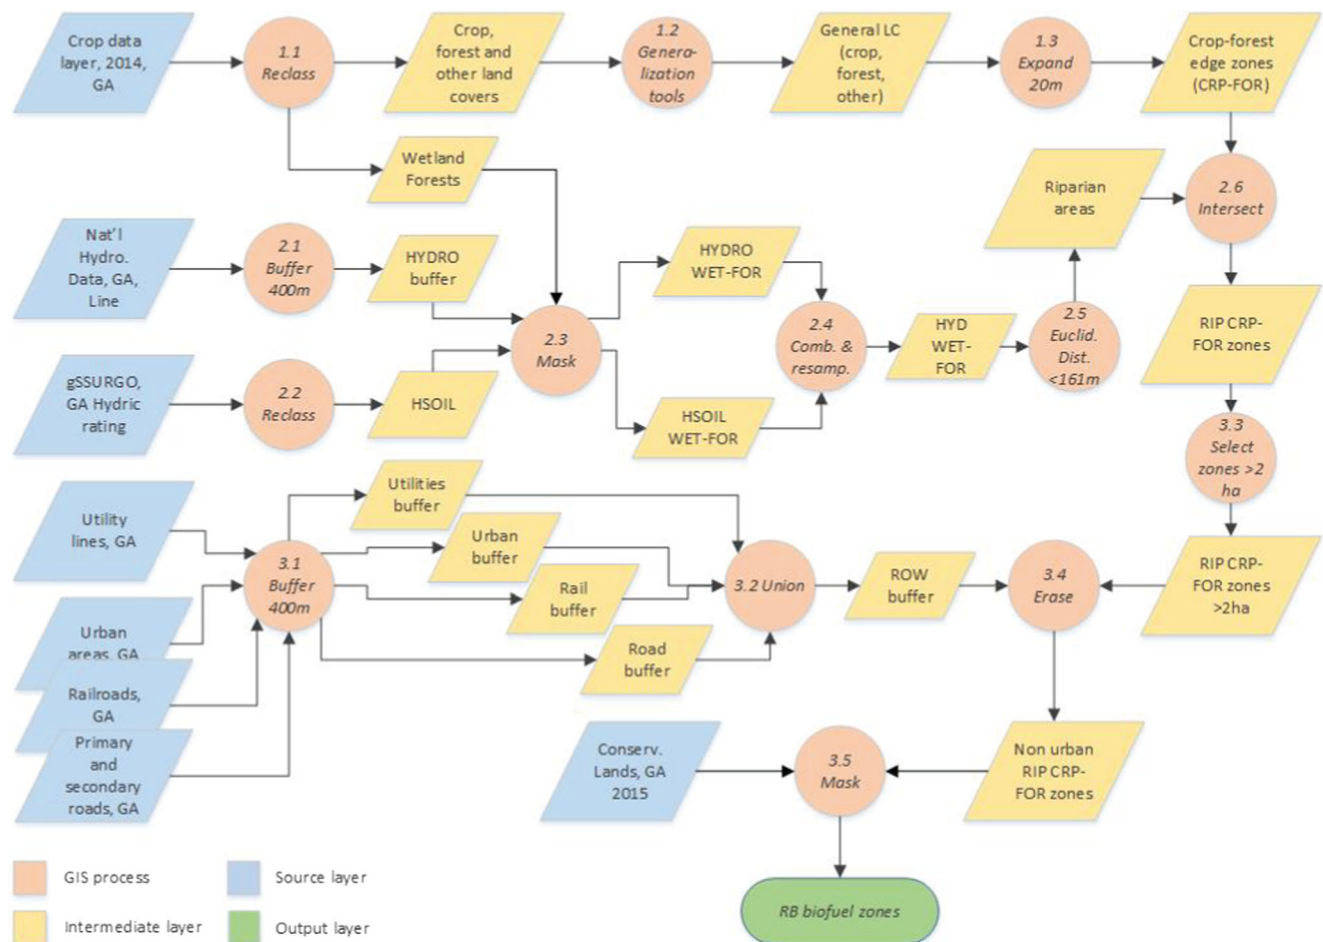 Crop data
layer, 2014,
GA
1.1
Reclass
Crop,
forest and
other land
covers
1.2
Genera-
lization
tools
General LC
(crop,
forest,
other)
1.3
Expand
20m
Crop-forest
edge zones
(CRP-FOR)
Wetland
Forests
Riparian
areas
2.6
Intersect
Nat'l
Hydro.
Data, GA,
Line
2.1
Buffer
400m
HYDRO
buffer
HYDRO
WET-FOR
2.3
Mask
2.4
Comb. &
resamp.
HYD
WET-
FOR
2.5
Euclid.
Dist.
<161m
RIP CRP-
FOR zones
gSSURGO,
GA Hydric
rating
2.2
Reclass
HSOIL
HSOIL
WET-FOR
3.3
Select
zones >2
ha
Utility
lines, GA
Utilities
buffer
Urban
buffer
3.1
Buffer
400m
Rail
buffer
3.2 Union
ROW
buffer
3.4
Erase
RIP CRP-
FOR zones
>2ha
Urban
areas, GA
Road
buffer
Railroads,
GA
Primary
and
secondary
roads, GA
Conserv.
Lands, GA
2015
3.5
Mask
Non urban
RIP CRP-
FOR zones
GIS process
Source layer
Intermediate layer
Output layer
RB biofuel zones